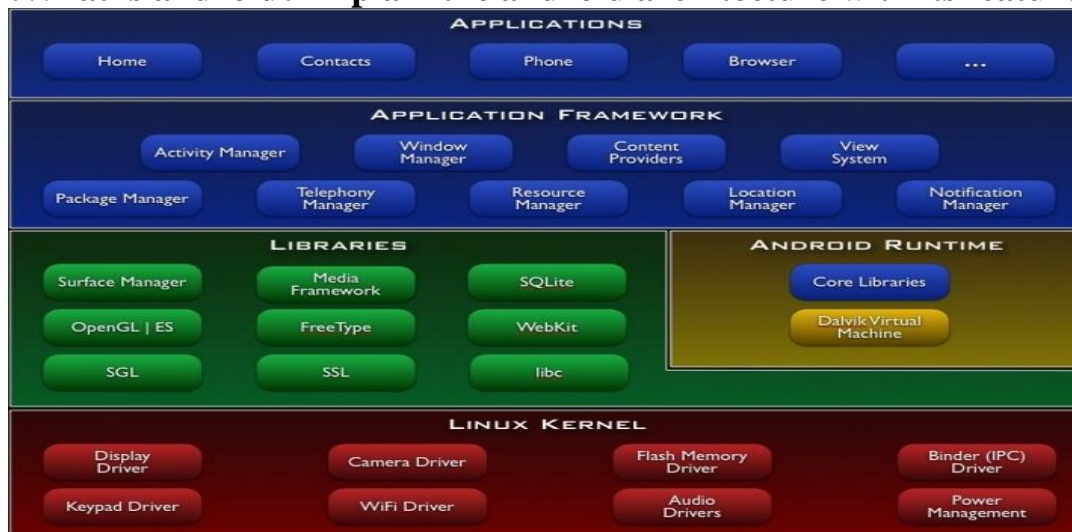 APPLICATIONS
Home Contacts Phone Browser ...
APPLICATION FRAMEWORK
Activity Manager Window Manager Content Providers View System
Package Manager Telephony Manager Resource Manager Location Manager Notification Manager
LIBRARIES
Surface Manager Media Framework SQLite
OpenGL | ES FreeType WebKit
SGL SSL libc
ANDROID RUNTIME
Core Libraries
Dalvik Virtual Machine
LINUX KERNEL
Display Driver Camera Driver Flash Memory Driver Binder (IPC) Driver
Keypad Driver WiFi Driver Audio Drivers Power Management